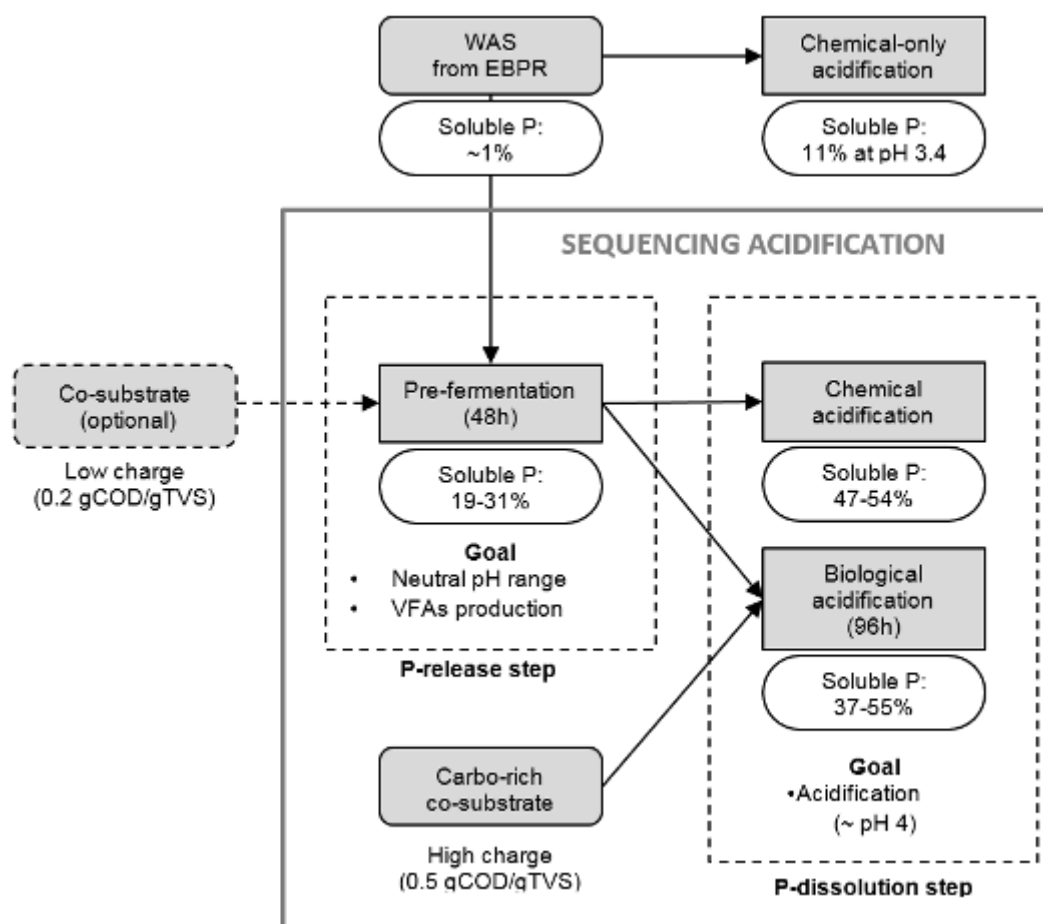 WAS
from EBPR
Chemical-only
acidification
Soluble P:
~1%
Soluble P:
11% at pH 3.4
SEQUENCING ACIDIFICATION
Co-substrate
(optional)
Low charge
(0.2 gCOD/gTVS)
Pre-fermentation
(48h)
Soluble P:
19-31%
Goal
• Neutral pH range
• VFAs production
P-release step
Chemical
acidification
Soluble P:
47-54%
Biological
acidification
(96h)
Soluble P:
37-55%
Goal
•Acidification
(~ pH 4)
P-dissolution step
Carbo-rich
co-substrate
High charge
(0.5 gCOD/gTVS)